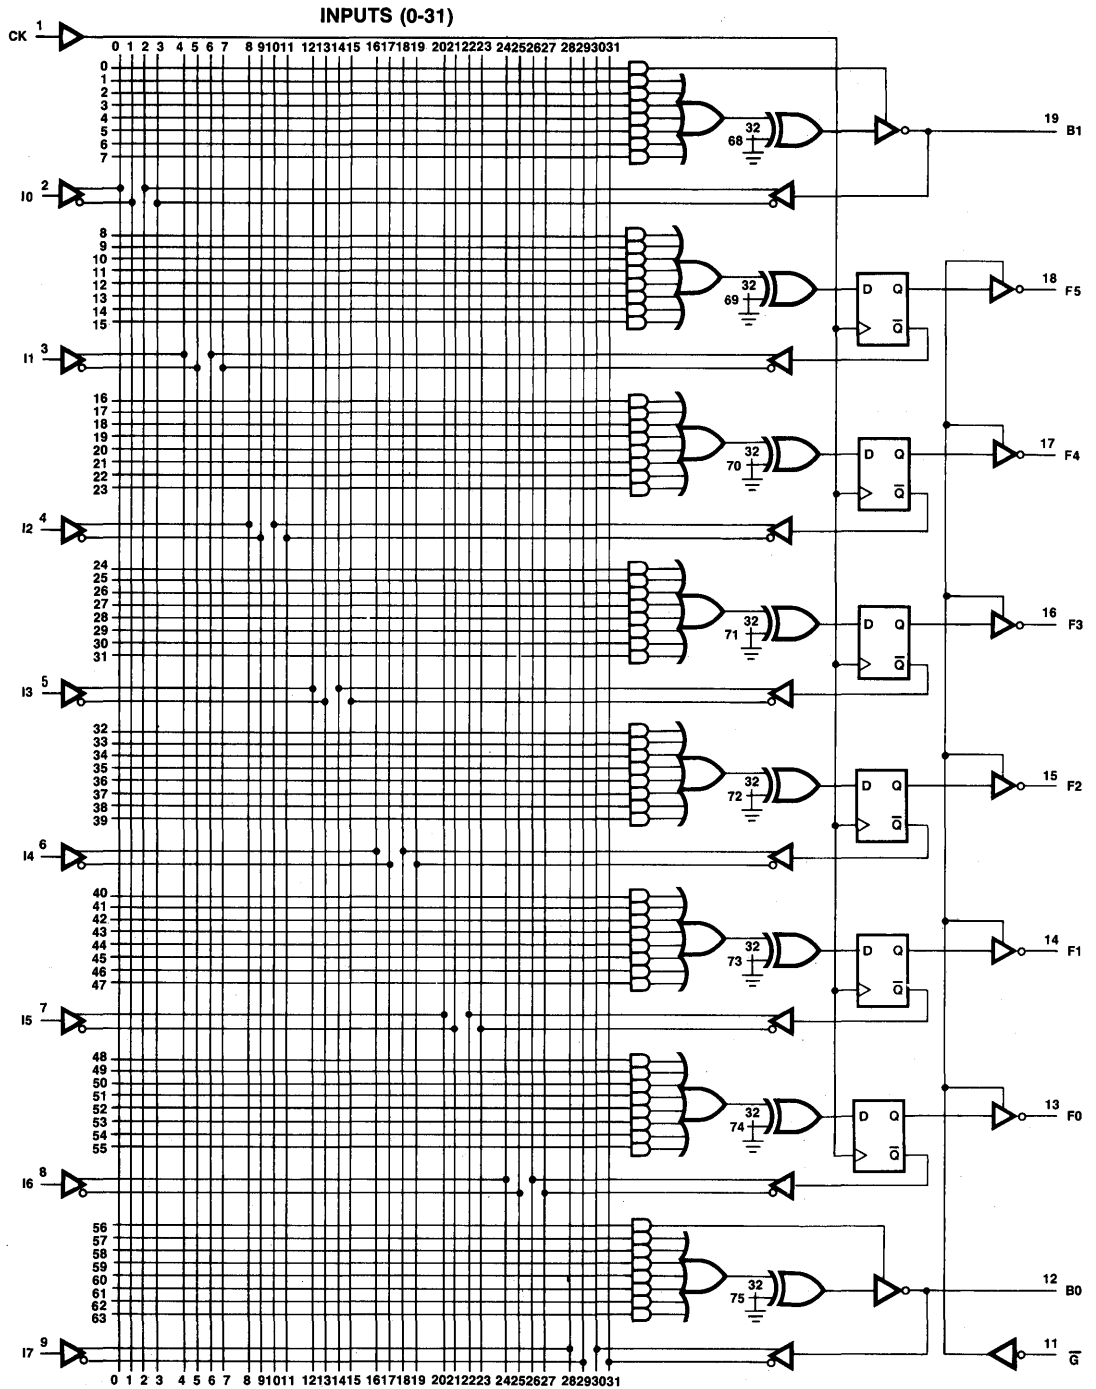 INPUTS (0-31)
CK 1
0 1 2 3 4 5 6 7 8 9 10 11 12 13 14 15 16 17 18 19 20 21 22 23 24 25 26 27 28 29 30 31
0
1
2
3
4
5
6
7
32
68
19 B1
I0 2
8
9
10
11
12
13
14
15
32
69
D Q
Q̅
18 F5
I1 3
16
17
18
19
20
21
22
23
32
70
D Q
Q̅
17 F4
I2 4
24
25
26
27
28
29
30
31
32
71
D Q
Q̅
16 F3
I3 5
32
33
34
35
36
37
38
39
32
72
D Q
Q̅
15 F2
I4 6
40
41
42
43
44
45
46
47
32
73
D Q
Q̅
14 F1
I5 7
48
49
50
51
52
53
54
55
32
74
D Q
Q̅
13 F0
I6 8
56
57
58
59
60
61
62
63
32
75
12 B0
I7 9
11 G̅
0 1 2 3 4 5 6 7 8 9 10 11 12 13 14 15 16 17 18 19 20 21 22 23 24 25 26 27 28 29 30 31